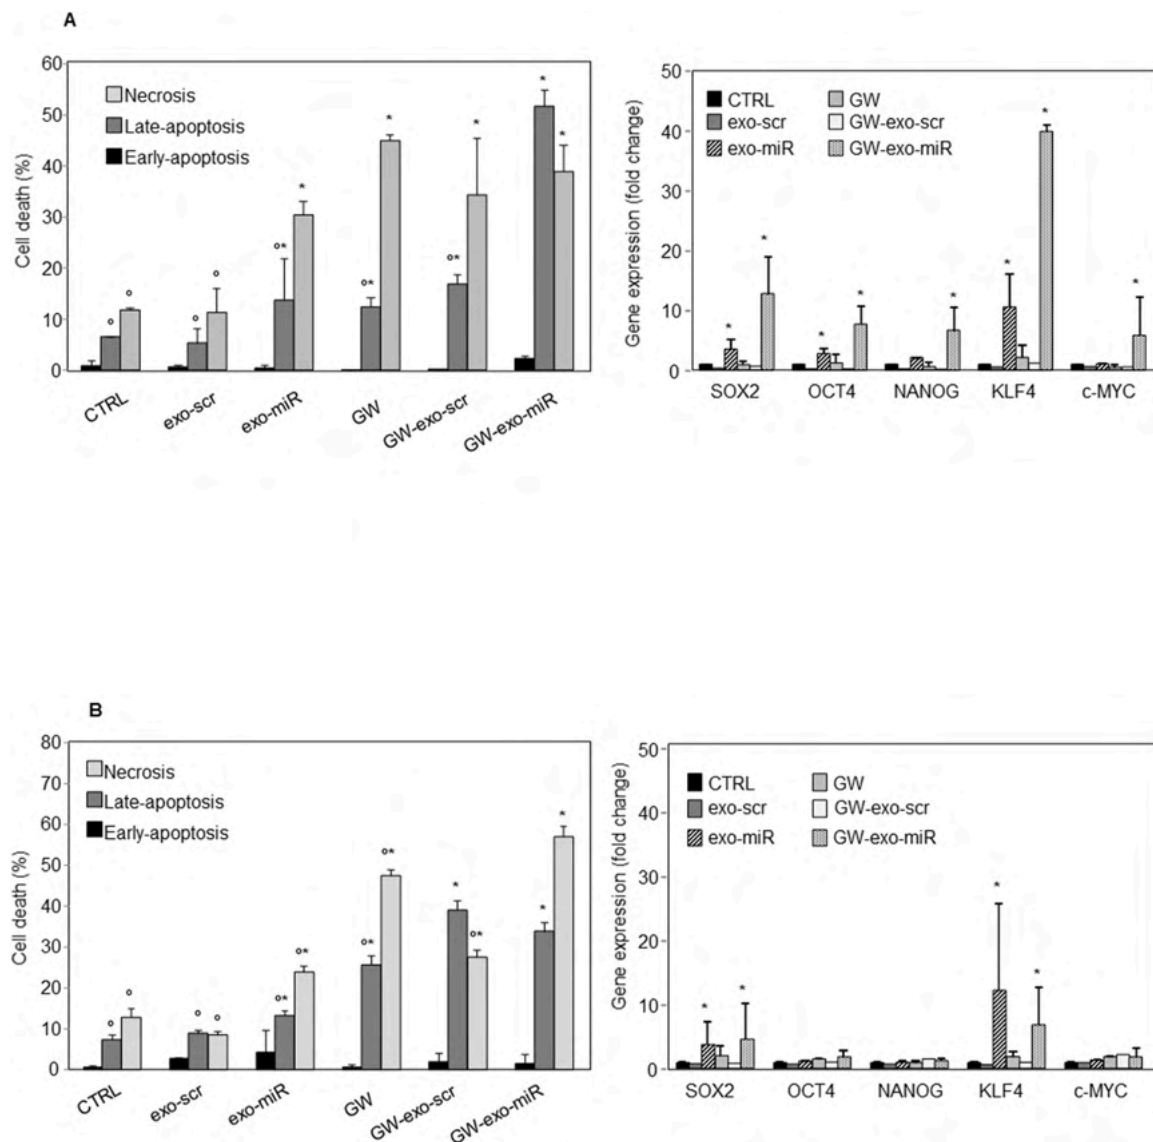 A
60
50
40
30
20
10
0
Cell death (%)
Necrosis
Late-apoptosis
Early-apoptosis
° ° ° ° °* * °* * °* * * *
CTRL exo-scr exo-miR GW GW-exo-scr GW-exo-miR
50
40
30
20
10
0
Gene expression (fold change)
CTRL GW
exo-scr GW-exo-scr
exo-miR GW-exo-miR
* * * * * * * *
SOX2 OCT4 NANOG KLF4 c-MYC
B
80
70
60
50
40
30
20
10
0
Cell death (%)
Necrosis
Late-apoptosis
Early-apoptosis
° ° ° ° °* °* °* °* * °* * *
CTRL exo-scr exo-miR GW GW-exo-scr GW-exo-miR
50
40
30
20
10
0
Gene expression (fold change)
CTRL GW
exo-scr GW-exo-scr
exo-miR GW-exo-miR
* * * *
SOX2 OCT4 NANOG KLF4 c-MYC